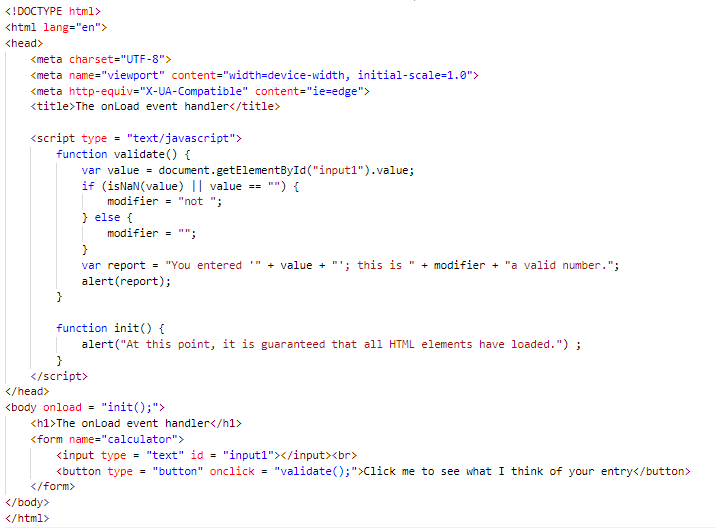 <!DOCTYPE html>
<html lang="en">
<head>
    <meta charset="UTF-8">
    <meta name="viewport" content="width=device-width, initial-scale=1.0">
    <meta http-equiv="X-UA-Compatible" content="ie=edge">
    <title>The onLoad event handler</title>

    <script type = "text/javascript">
        function validate() {
            var value = document.getElementById("input1").value;
            if (isNaN(value) || value == "") {
                modifier = "not ";
            } else {
                modifier = "";
            }
            var report = "You entered '" + value + "'; this is " + modifier + "a valid number.";
            alert(report);
        }

        function init() {
            alert("At this point, it is guaranteed that all HTML elements have loaded.") ;
        }
    </script>
</head>
<body onload = "init();">
    <h1>The onLoad event handler</h1>
    <form name="calculator">
        <input type = "text" id = "input1"></input><br>
        <button type = "button" onclick = "validate();">Click me to see what I think of your entry</button>
    </form>
</body>
</html>